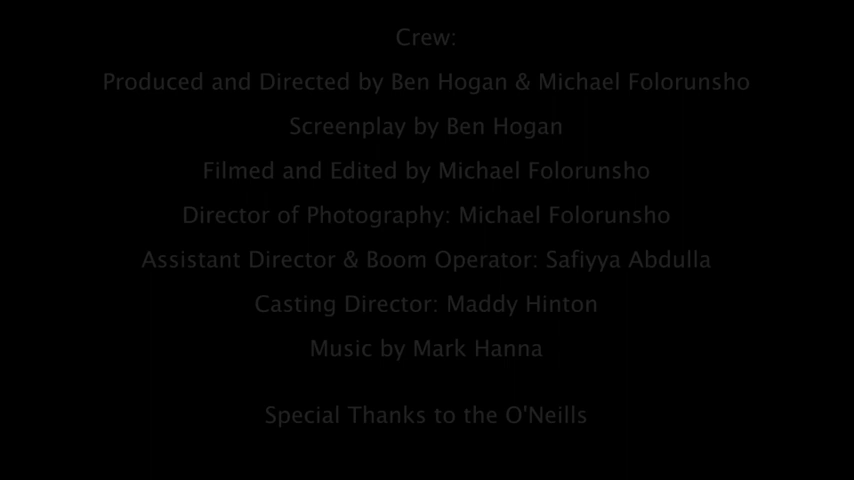 Crew:
Produced and Directed by Ben Hogan & Michael Folorunsho
Screenplay by Ben Hogan
Filmed and Edited by Michael Folorunsho
Director of Photography: Michael Folorunsho
Assistant Director & Boom Operator: Safiyya Abdulla
Casting Director: Maddy Hinton
Music by Mark Hanna
Special Thanks to the O'Neills